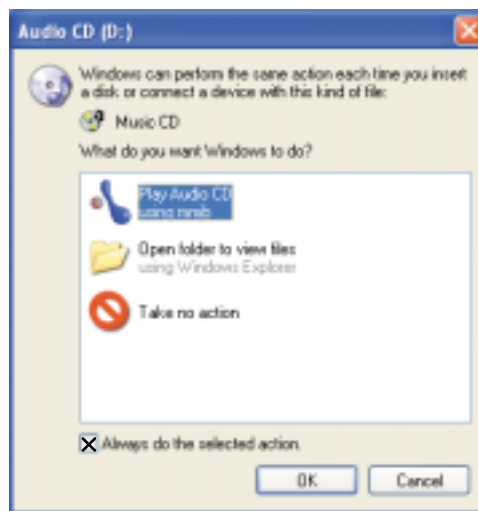 Audio CD (D:)
Windows can perform the same action each time you insert
a disk or connect a device with this kind of file:
Music CD
What do you want Windows to do?
Play Audio CD
using
Open folder to view files
using Windows Explorer
Take no action
Always do the selected action.
OK
Cancel